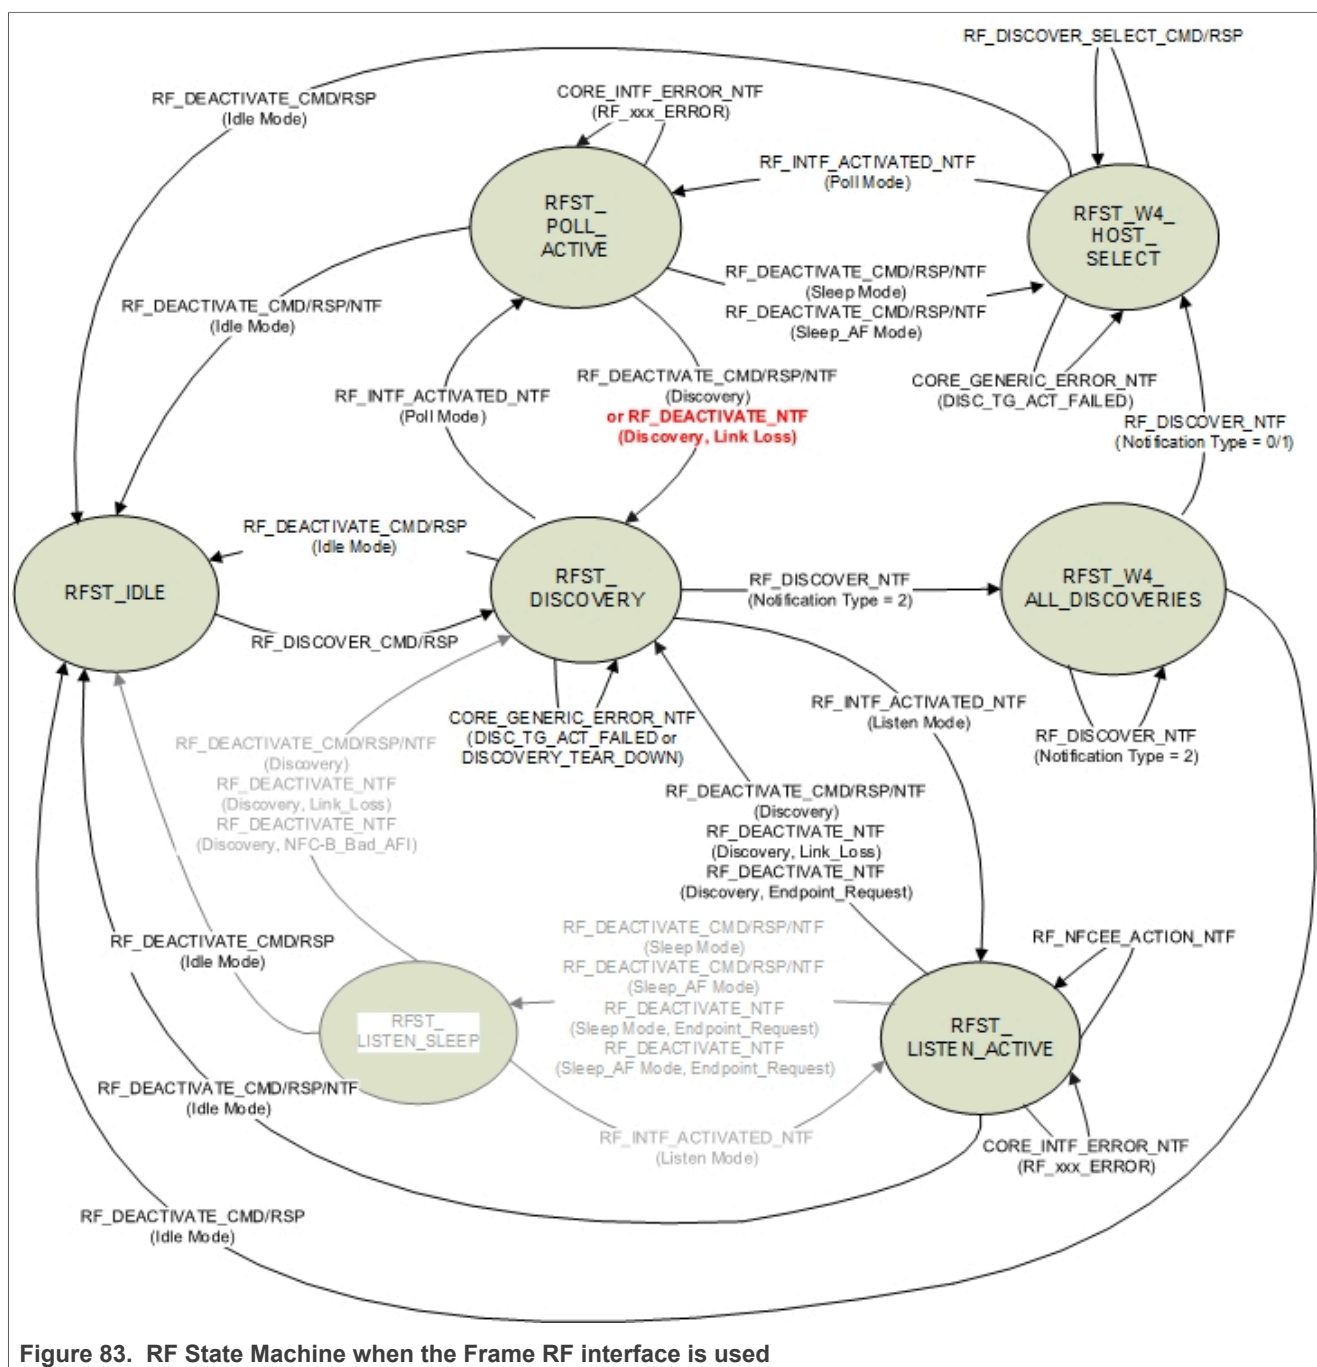 RF_DISCOVER_SELECT_CMD/RSP
RF_DEACTIVATE_CMD/RSP
(Idle Mode)
CORE_INTF_ERROR_NTF
(RF_xxx_ERROR)
RF_INTF_ACTIVATED_NTF
(Poll Mode)
RFST_
POLL_
ACTIVE
RFST_W4_
HOST_
SELECT
RF_DEACTIVATE_CMD/RSP/NTF
(Sleep Mode)
RF_DEACTIVATE_CMD/RSP/NTF
(Sleep_AF Mode)
RF_DEACTIVATE_CMD/RSP/NTF
(Idle Mode)
RF_INTF_ACTIVATED_NTF
(Poll Mode)
RF_DEACTIVATE_CMD/RSP/NTF
(Discovery)
or RF_DEACTIVATE_NTF
(Discovery, Link Loss)
CORE_GENERIC_ERROR_NTF
(DISC_TG_ACT_FAILED)
RF_DISCOVER_NTF
(Notification Type = 0/1)
RF_DEACTIVATE_CMD/RSP
(Idle Mode)
RFST_IDLE
RFST_
DISCOVERY
RF_DISCOVER_NTF
(Notification Type = 2)
RFST_W4_
ALL_DISCOVERIES
RF_DISCOVER_CMD/RSP
CORE_GENERIC_ERROR_NTF
(DISC_TG_ACT_FAILED or
DISCOVERY_TEAR_DOWN)
RF_INTF_ACTIVATED_NTF
(Listen Mode)
RF_DISCOVER_NTF
(Notification Type = 2)
RF_DEACTIVATE_CMD/RSP/NTF
(Discovery)
RF_DEACTIVATE_NTF
(Discovery, Link_Loss)
RF_DEACTIVATE_NTF
(Discovery, NFC-B_Bad_AFI)
RF_DEACTIVATE_CMD/RSP/NTF
(Discovery)
RF_DEACTIVATE_NTF
(Discovery, Link_Loss)
RF_DEACTIVATE_NTF
(Discovery, Endpoint_Request)
RF_DEACTIVATE_CMD/RSP
(Idle Mode)
RF_DEACTIVATE_CMD/RSP/NTF
(Sleep Mode)
RF_DEACTIVATE_CMD/RSP/NTF
(Sleep_AF Mode)
RF_DEACTIVATE_NTF
(Sleep Mode, Endpoint_Request)
RF_DEACTIVATE_NTF
(Sleep_AF Mode, Endpoint_Request)
RF_NFCEE_ACTION_NTF
RFST_
LISTEN_SLEEP
RFST_
LISTEN_ACTIVE
RF_DEACTIVATE_CMD/RSP/NTF
(Idle Mode)
RF_INTF_ACTIVATED_NTF
(Listen Mode)
CORE_INTF_ERROR_NTF
(RF_xxx_ERROR)
RF_DEACTIVATE_CMD/RSP
(Idle Mode)
Figure 83. RF State Machine when the Frame RF interface is used